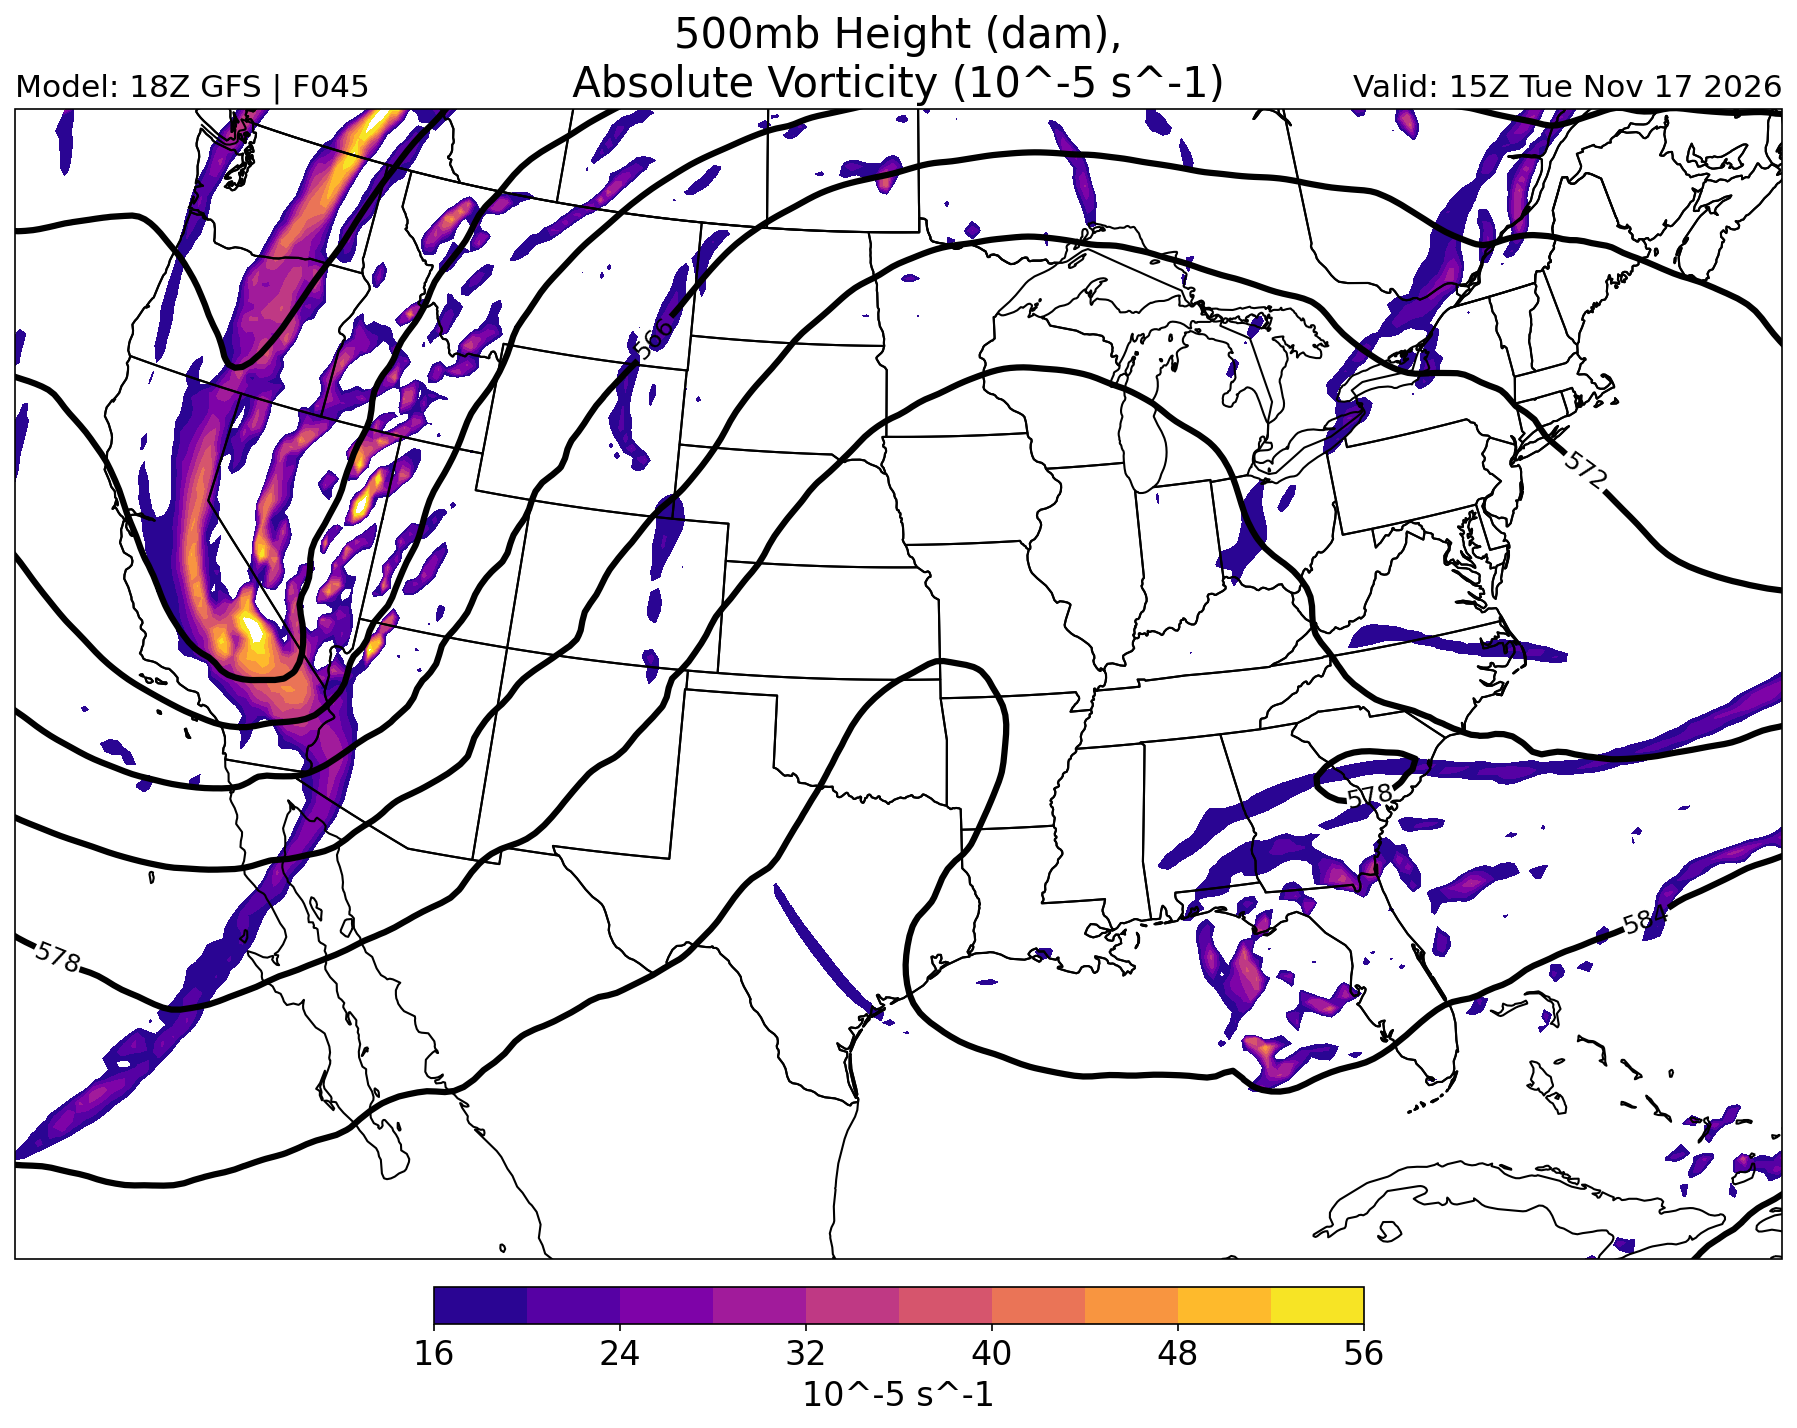 500mb Height (dam),
Absolute Vorticity (10^-5 s^-1)
Model: 18Z GFS | F045
Valid: 15Z Tue Nov 17 2026
566
572
578
584
578
16 24 32 40 48 56
10^-5 s^-1